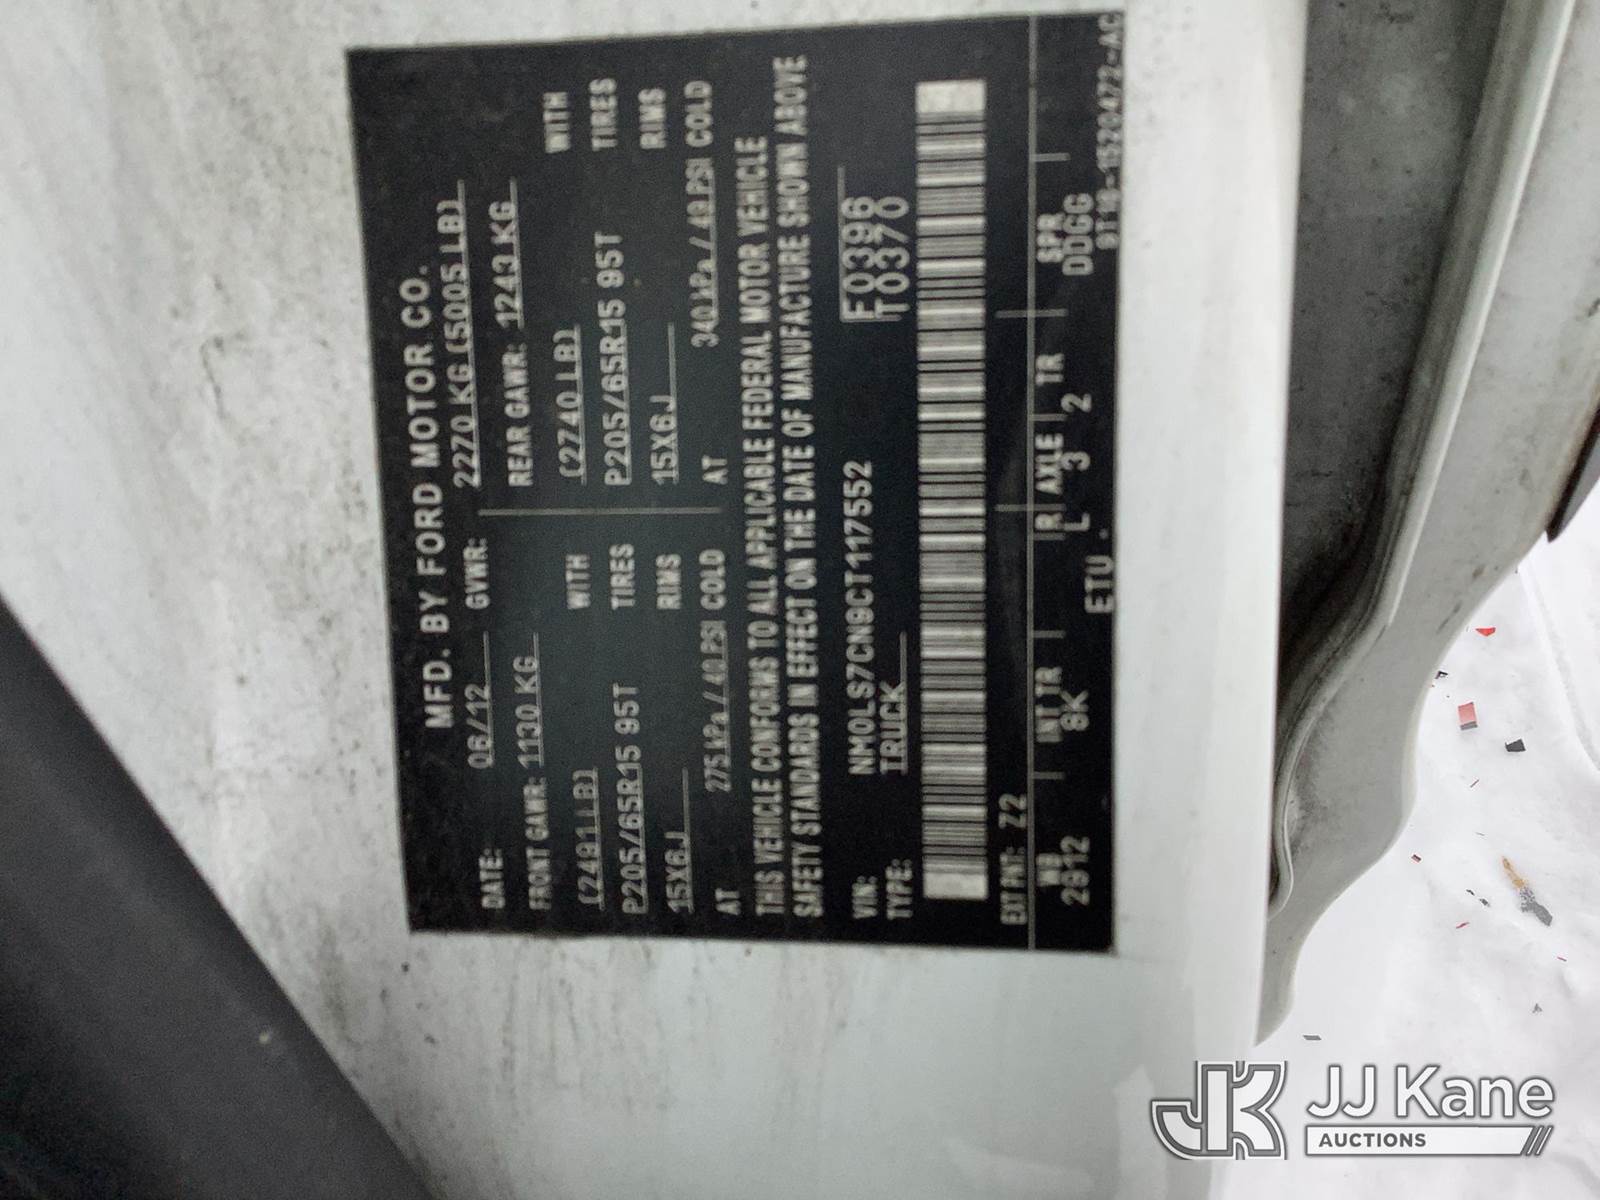 MFD. BY FORD MOTOR CO.
DATE: 06/12 GVWR: 2270 KG (5005 LB)
FRONT GAWR: 1130 KG REAR GAWR: 1243 KG
(2491 LB) WITH (2740 LB) WITH
P205/65R15 95T TIRES P205/65R15 95T TIRES
15X6J RIMS 15X6J RIMS
AT 275 kPa / 40 PSI COLD AT 340 kPa / 49 PSI COLD
THIS VEHICLE CONFORMS TO ALL APPLICABLE FEDERAL MOTOR VEHICLE
SAFETY STANDARDS IN EFFECT ON THE DATE OF MANUFACTURE SHOWN ABOVE
VIN: NM0LS7CN9CT117552 F0396
TYPE: TRUCK T0370
EXT PNT: Z2
WB INT TR R AXLE TR SPR
2912 8K L 3 2 DDGG
ETU. 9T1B-1520472-AC
JJ Kane
AUCTIONS